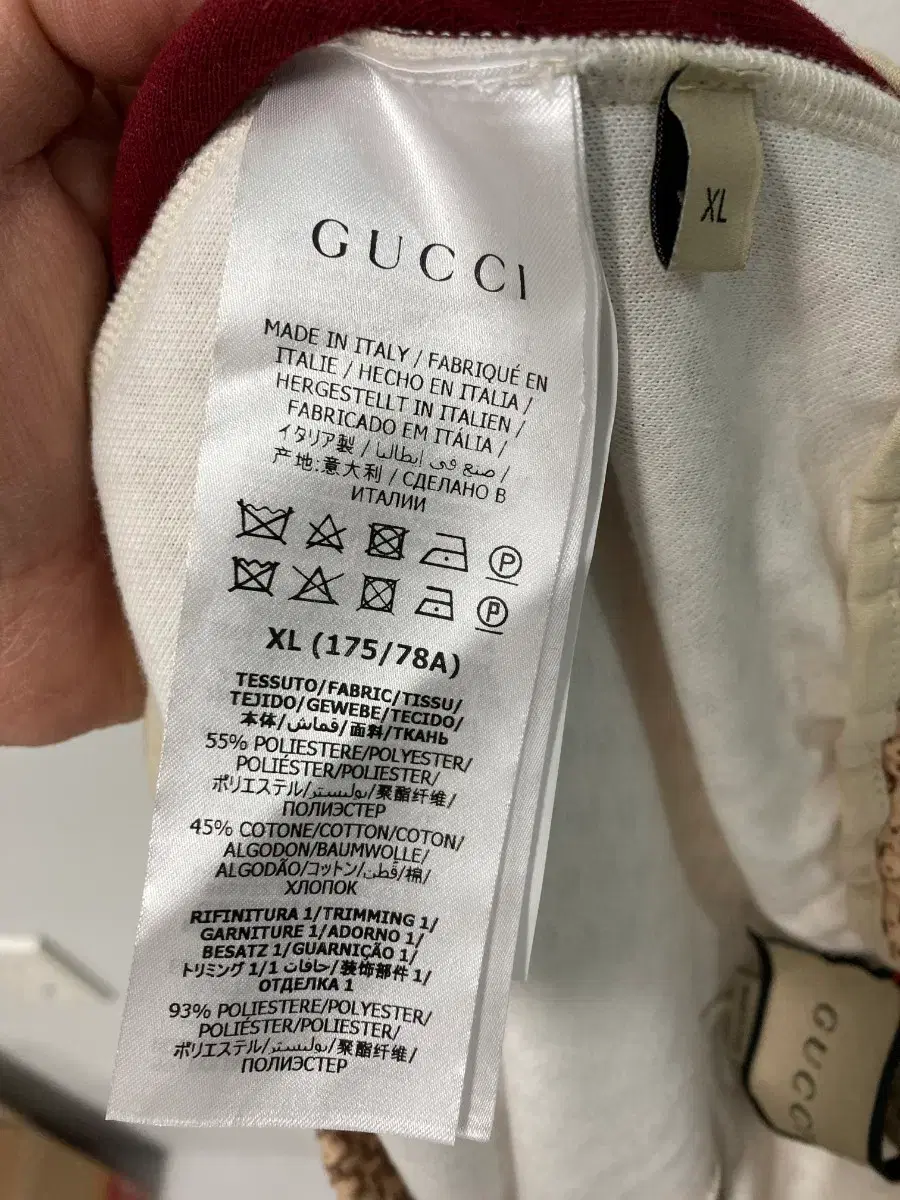 GUCCI
XL
MADE IN ITALY / FABRIQUÉ EN
ITALIE / HECHO EN ITALIA /
HERGESTELLT IN ITALIEN /
FABRICADO EM ITÁLIA /
イタリア製 / صنع في إيطاليا /
产地:意大利 / СДЕЛАНО В
ИТАЛИИ
P
P
XL (175/78A)
TESSUTO/FABRIC/TISSU/
TEJIDO/GEWEBE/TECIDO/
本体/قماش/面料/ТКАНЬ
55% POLIESTERE/POLYESTER/
POLIÉSTER/POLIESTER/
ポリエステル/بوليستر/聚酯纤维/
ПОЛИЭСТЕР
45% COTONE/COTTON/COTON/
ALGODON/BAUMWOLLE/
ALGODÃO/コットン/قطن/棉/
ХЛОПОК
RIFINITURA 1/TRIMMING 1/
GARNITURE 1/ADORNO 1/
BESATZ 1/GUARNIÇÃO 1/
トリミング 1/حافات 1/装饰部件 1/
ОТДЕЛКА 1
93% POLIESTERE/POLYESTER/
POLIÉSTER/POLIESTER/
ポリエステル/بوليستر/聚酯纤维/
ПОЛИЭСТЕР
GUCCI